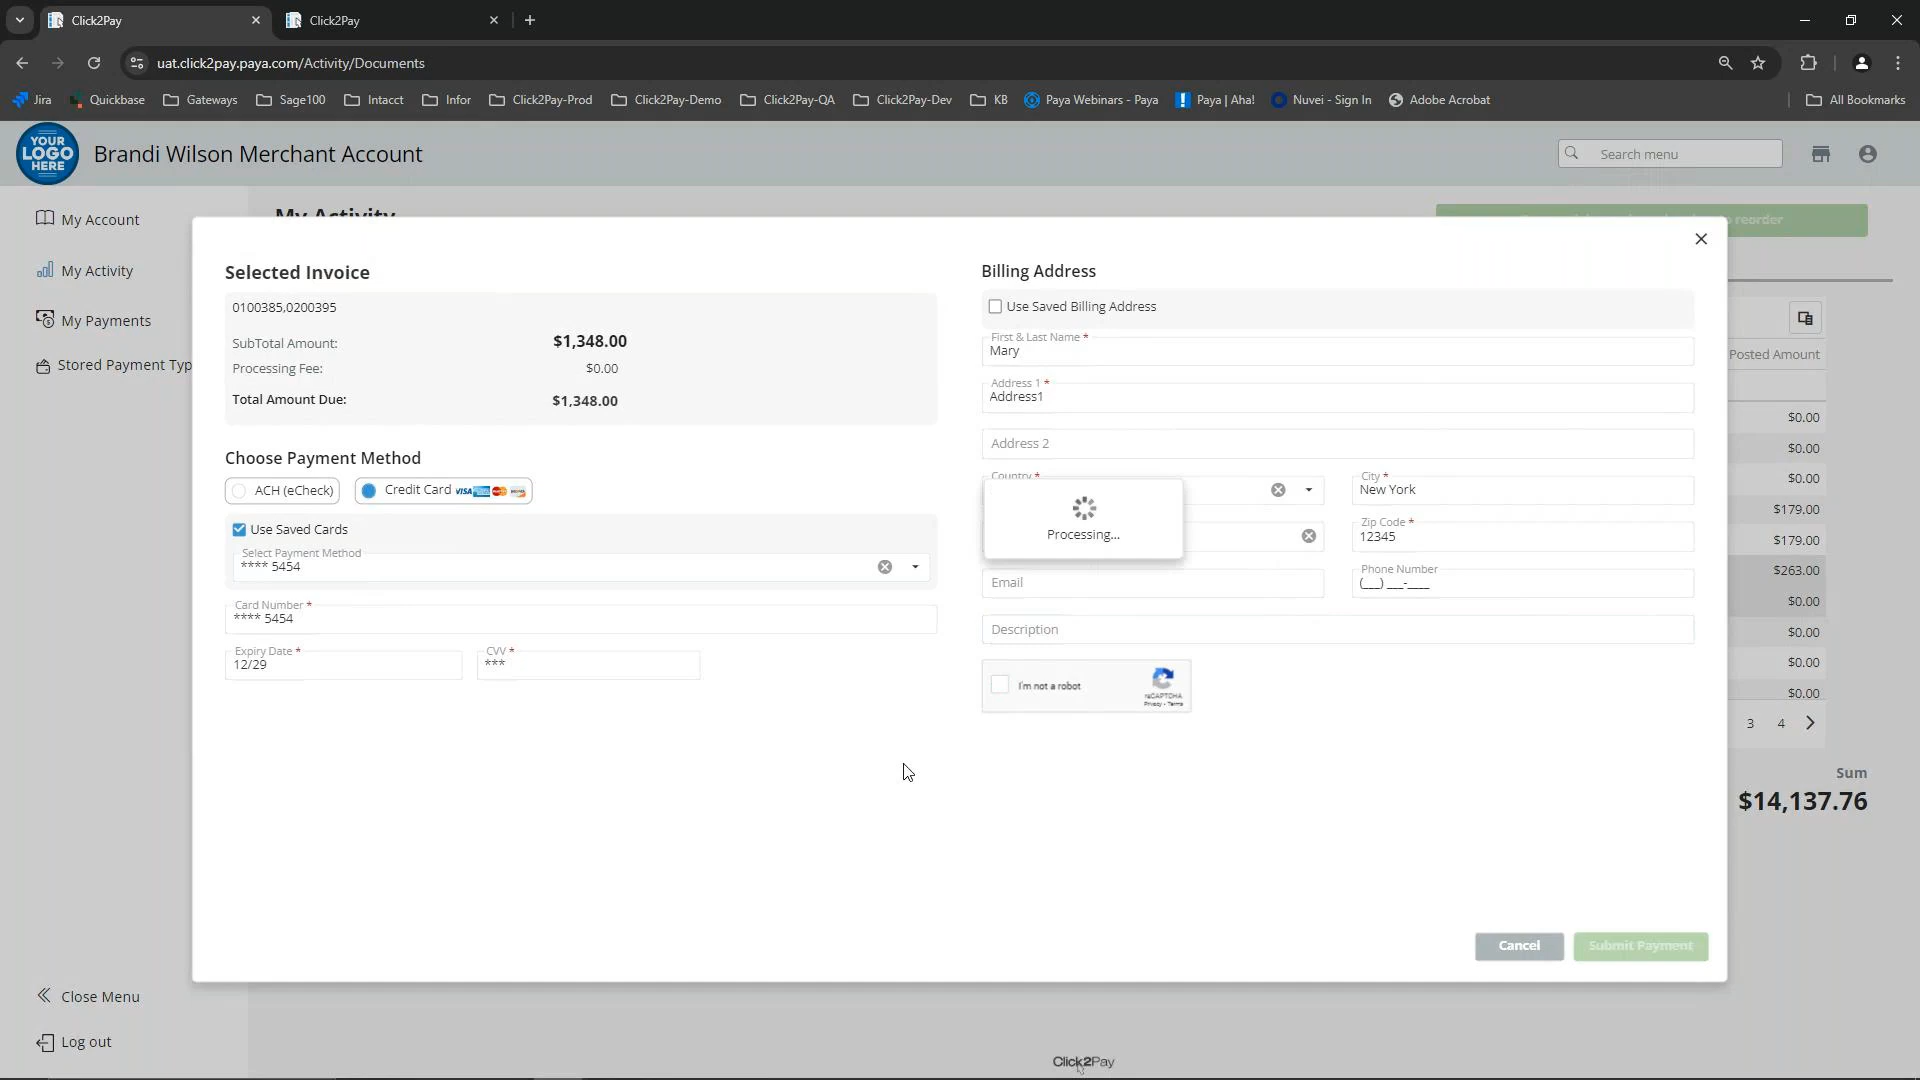 Click2Pay
Click2Pay
uat.click2pay.paya.com/Activity/Documents
Jira
Quickbase
Gateways
Sage100
Intacct
Infor
Click2Pay-Prod
Click2Pay-Demo
Click2Pay-QA
Click2Pay-Dev
KB
Paya Webinars - Paya
Paya | Aha!
Nuvei - Sign In
Adobe Acrobat
All Bookmarks
YOUR
LOGO
HERE
Brandi Wilson Merchant Account
Search menu
My Account
My Activity
My Payments
Stored Payment Typ
Close Menu
Log out
My Activity
to reorder
Selected Invoice
0100385,0200395
SubTotal Amount:
$1,348.00
Processing Fee:
$0.00
Total Amount Due:
$1,348.00
Choose Payment Method
ACH (eCheck)
Credit Card VISA
Use Saved Cards
Select Payment Method
**** 5454
Card Number *
**** 5454
Expiry Date *
12/29
CVV *
***
Billing Address
Use Saved Billing Address
First & Last Name *
Mary
Address 1 *
Address1
Address 2
Country *
City *
New York
Processing...
Zip Code *
12345
Email
Phone Number
(___) ___-____
Description
I'm not a robot
reCAPTCHA
Privacy - Terms
Cancel
Submit Payment
Posted Amount
$0.00
$0.00
$0.00
$179.00
$179.00
$263.00
$0.00
$0.00
$0.00
$0.00
3
4
Sum
$14,137.76
Click2Pay